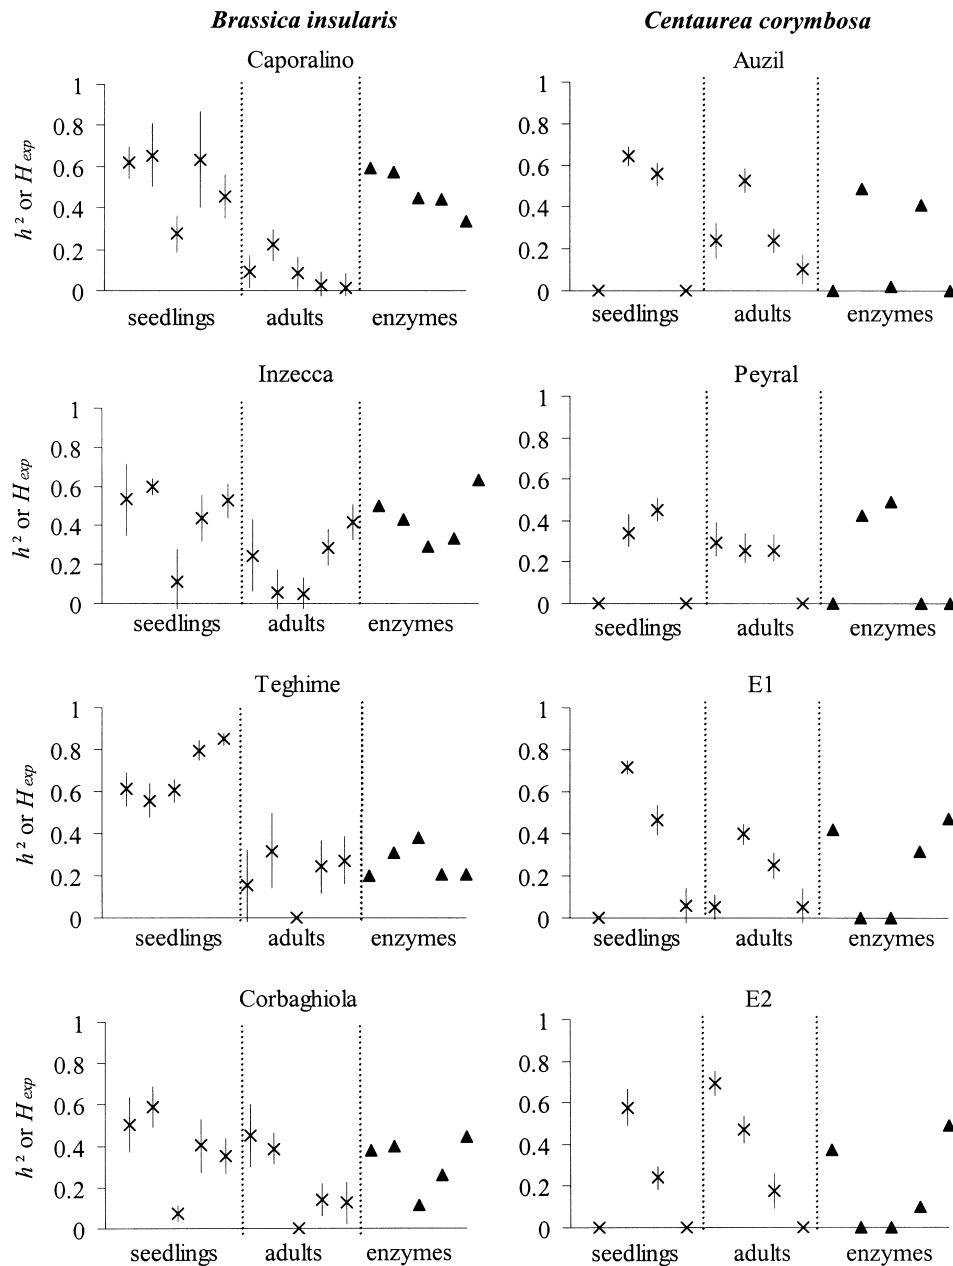 Brassica insularis
Centaurea corymbosa
Caporalino
1
0.8
0.6
0.4
0.2
0
h² or Hexp
seedlings adults enzymes
Auzil
1
0.8
0.6
0.4
0.2
0
seedlings adults enzymes
Inzecca
1
0.8
0.6
0.4
0.2
0
h² or Hexp
seedlings adults enzymes
Peyral
1
0.8
0.6
0.4
0.2
0
seedlings adults enzymes
Teghime
1
0.8
0.6
0.4
0.2
0
h² or Hexp
seedlings adults enzymes
E1
1
0.8
0.6
0.4
0.2
0
seedlings adults enzymes
Corbaghiola
1
0.8
0.6
0.4
0.2
0
h² or Hexp
seedlings adults enzymes
E2
1
0.8
0.6
0.4
0.2
0
seedlings adults enzymes